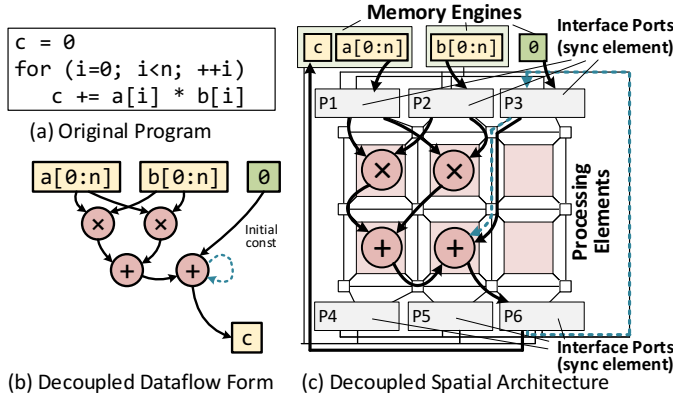 c = 0
for (i=0; i<n; ++i)
c += a[i] * b[i]
(a) Original Program
a[0:n] b[0:n] 0
× ×
Initial
const
+ +
c
(b) Decoupled Dataflow Form
Memory Engines
Interface Ports
(sync element)
c a[0:n] b[0:n] 0
P1 P2 P3
× ×
+ +
Processing
Elements
P4 P5 P6
Interface Ports
(sync element)
(c) Decoupled Spatial Architecture